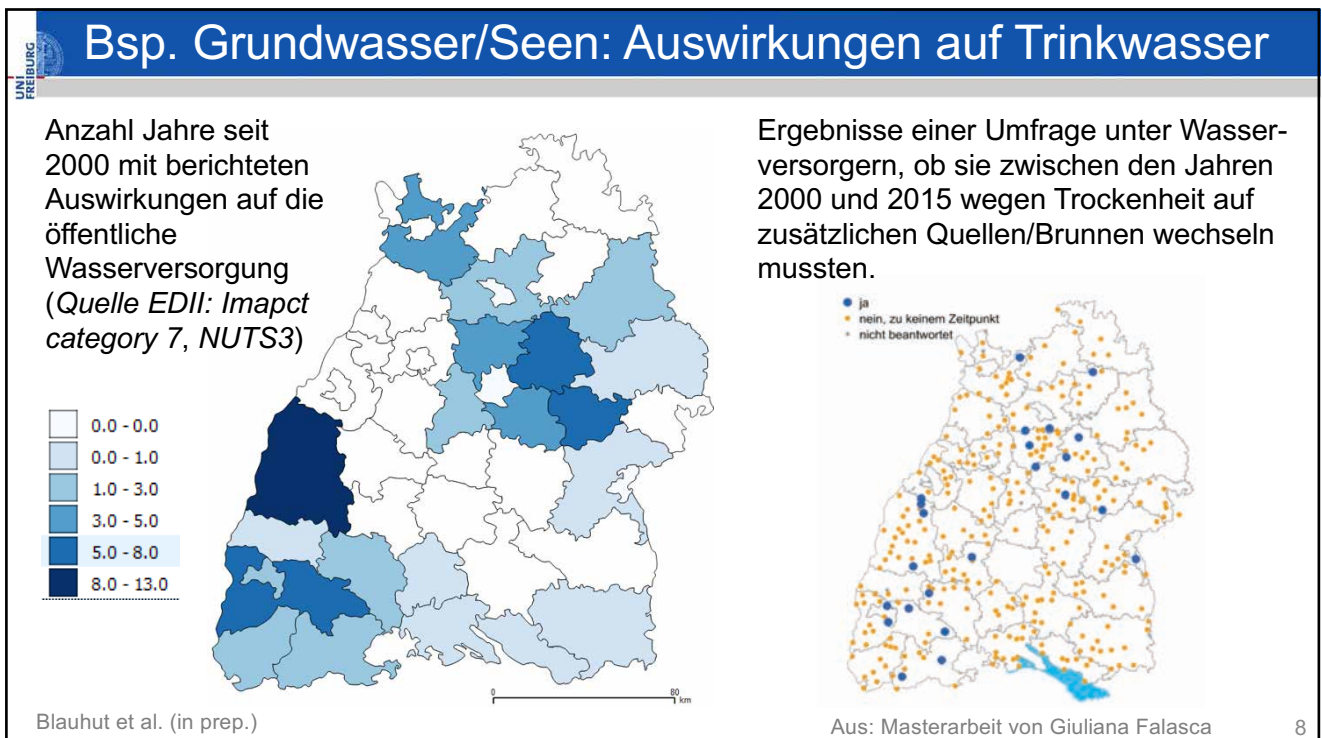 UNI
FREIBURG
Bsp. Grundwasser/Seen: Auswirkungen auf Trinkwasser
Anzahl Jahre seit
2000 mit berichteten
Auswirkungen auf die
öffentliche
Wasserversorgung
(Quelle EDII: Imapct
category 7, NUTS3)
0.0 - 0.0
0.0 - 1.0
1.0 - 3.0
3.0 - 5.0
5.0 - 8.0
8.0 - 13.0
0 80
km
Blauhut et al. (in prep.)
Ergebnisse einer Umfrage unter Wasser-
versorgern, ob sie zwischen den Jahren
2000 und 2015 wegen Trockenheit auf
zusätzlichen Quellen/Brunnen wechseln
mussten.
ja
nein, zu keinem Zeitpunkt
nicht beantwortet
Aus: Masterarbeit von Giuliana Falasca
8